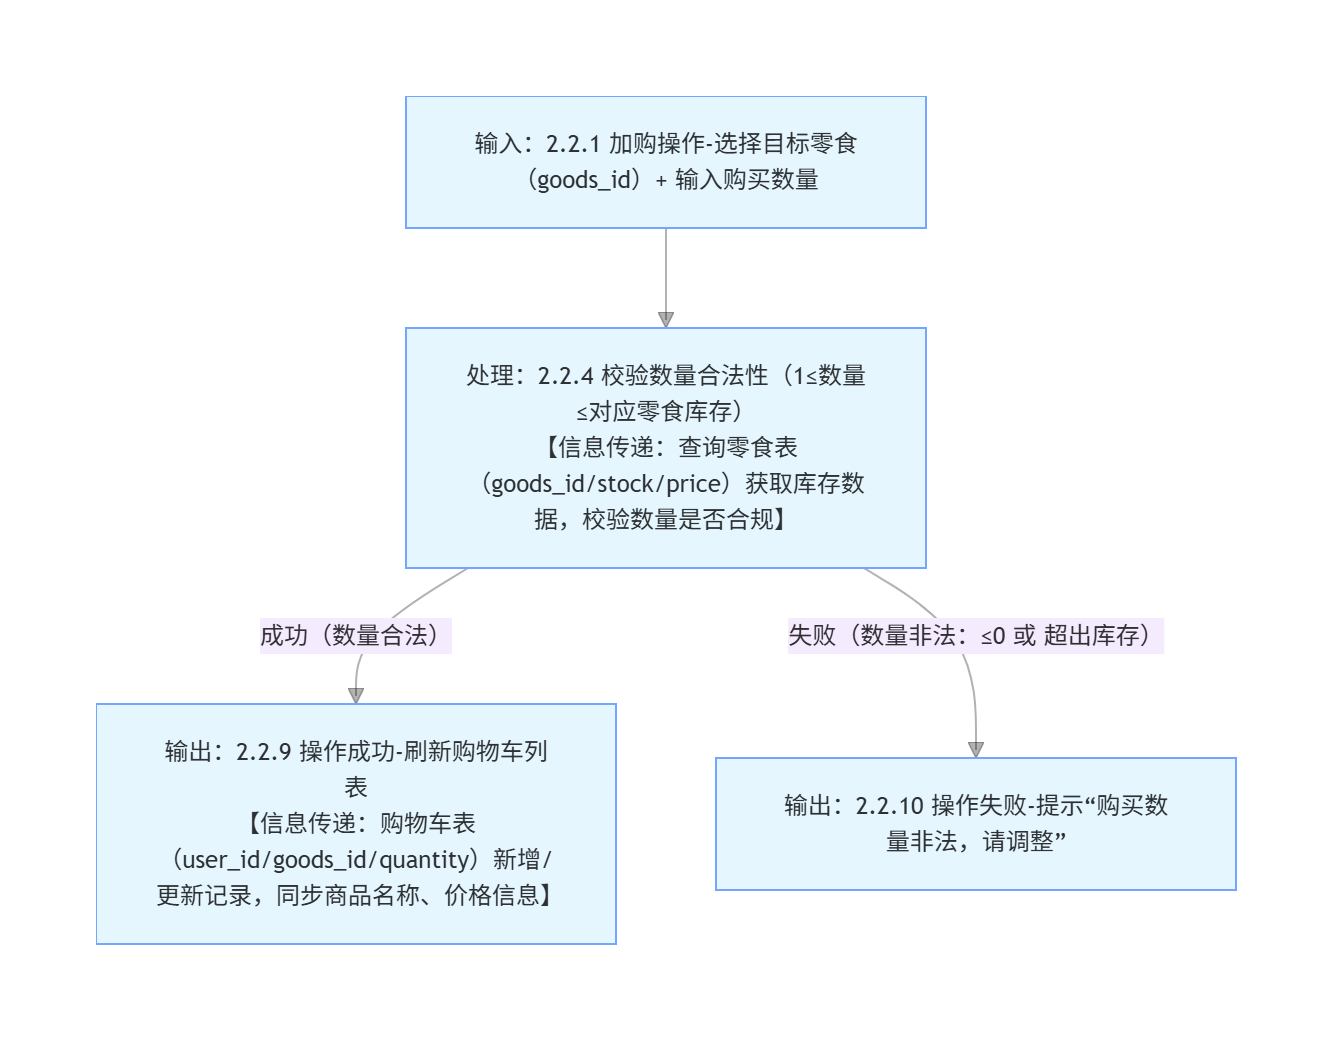 输入：2.2.1 加购操作-选择目标零食
（goods_id）+ 输入购买数量
处理：2.2.4 校验数量合法性（1≤数量
≤对应零食库存）
【信息传递：查询零食表
（goods_id/stock/price）获取库存数
据，校验数量是否合规】
成功（数量合法）
失败（数量非法：≤0 或 超出库存）
输出：2.2.9 操作成功-刷新购物车列
表
【信息传递：购物车表
（user_id/goods_id/quantity）新增/
更新记录，同步商品名称、价格信息】
输出：2.2.10 操作失败-提示“购买数
量非法，请调整”